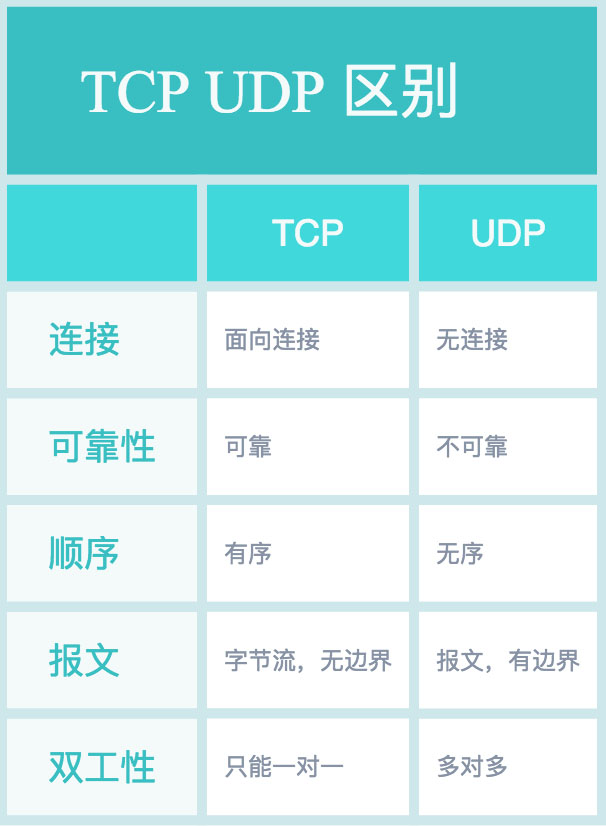 TCP UDP 区别
TCP UDP
连接 面向连接 无连接
可靠性 可靠 不可靠
顺序 有序 无序
报文 字节流，无边界 报文，有边界
双工性 只能一对一 多对多